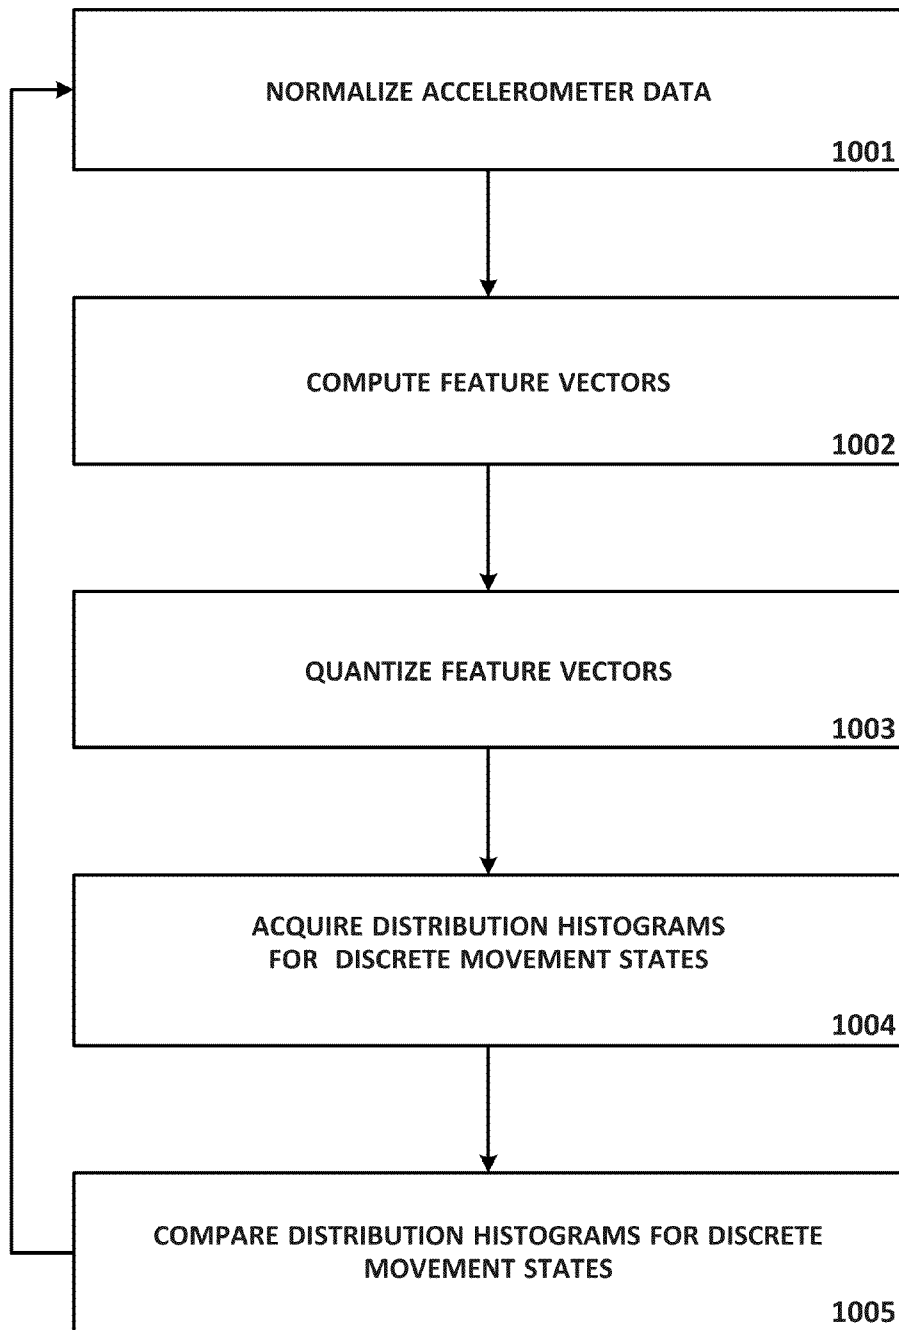 NORMALIZE ACCELEROMETER DATA
1001
COMPUTE FEATURE VECTORS
1002
QUANTIZE FEATURE VECTORS
1003
ACQUIRE DISTRIBUTION HISTOGRAMS
FOR DISCRETE MOVEMENT STATES
1004
COMPARE DISTRIBUTION HISTOGRAMS FOR DISCRETE
MOVEMENT STATES
1005